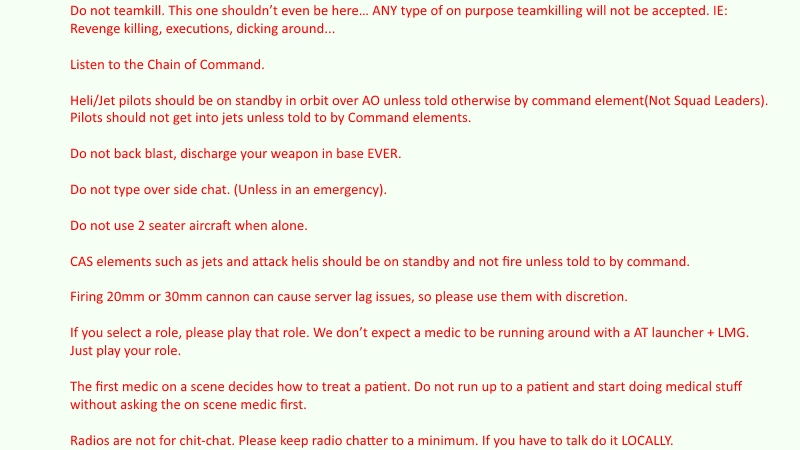 Do not teamkill. This one shouldn’t even be here… ANY type of on purpose teamkilling will not be accepted. IE:
Revenge killing, executions, dicking around...
Listen to the Chain of Command.
Heli/Jet pilots should be on standby in orbit over AO unless told otherwise by command element(Not Squad Leaders).
Pilots should not get into jets unless told to by Command elements.
Do not back blast, discharge your weapon in base EVER.
Do not type over side chat. (Unless in an emergency).
Do not use 2 seater aircraft when alone.
CAS elements such as jets and attack helis should be on standby and not fire unless told to by command.
Firing 20mm or 30mm cannon can cause server lag issues, so please use them with discretion.
If you select a role, please play that role. We don’t expect a medic to be running around with a AT launcher + LMG.
Just play your role.
The first medic on a scene decides how to treat a patient. Do not run up to a patient and start doing medical stuff
without asking the on scene medic first.
Radios are not for chit-chat. Please keep radio chatter to a minimum. If you have to talk do it LOCALLY.